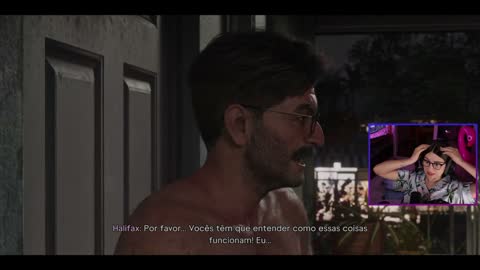 Halifax: Por favor... Vocês têm que entender como essas coisas
funcionam! Eu...